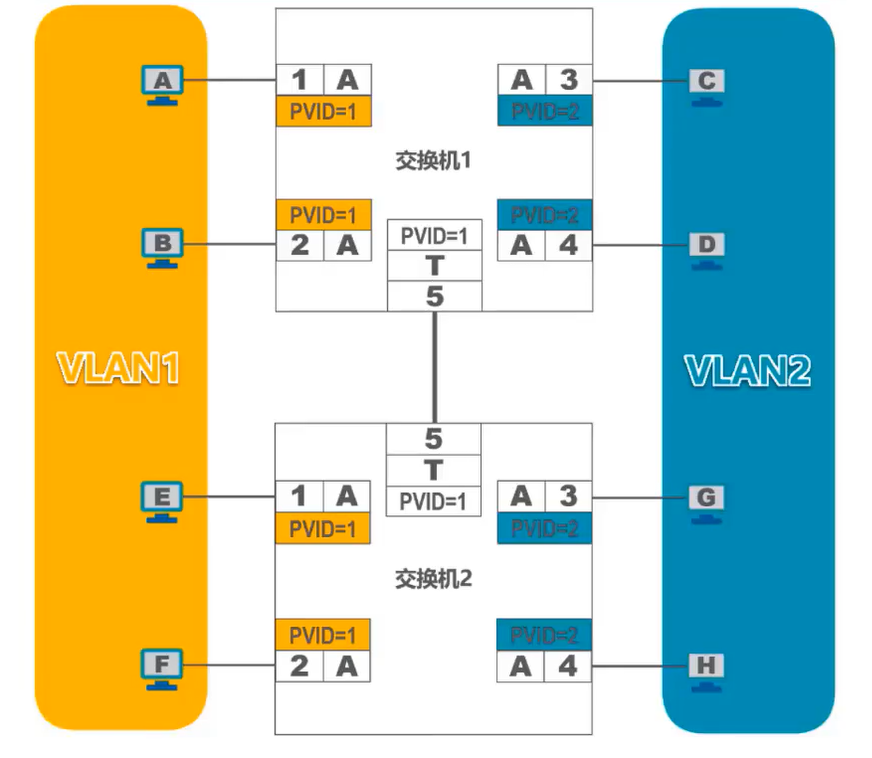 A
1 A
PVID=1
A 3
PVID=2
C
交换机1
B
PVID=1
2 A
PVID=1
T
5
PVID=2
A 4
D
VLAN1
VLAN2
5
T
PVID=1
E
1 A
PVID=1
A 3
PVID=2
G
交换机2
F
PVID=1
2 A
PVID=2
A 4
H